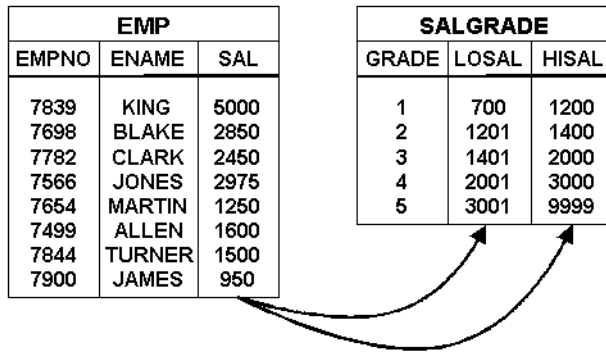 EMP
EMPNO ENAME SAL
7839 KING 5000
7698 BLAKE 2850
7782 CLARK 2450
7566 JONES 2975
7654 MARTIN 1250
7499 ALLEN 1600
7844 TURNER 1500
7900 JAMES 950
SALGRADE
GRADE LOSAL HISAL
1 700 1200
2 1201 1400
3 1401 2000
4 2001 3000
5 3001 9999